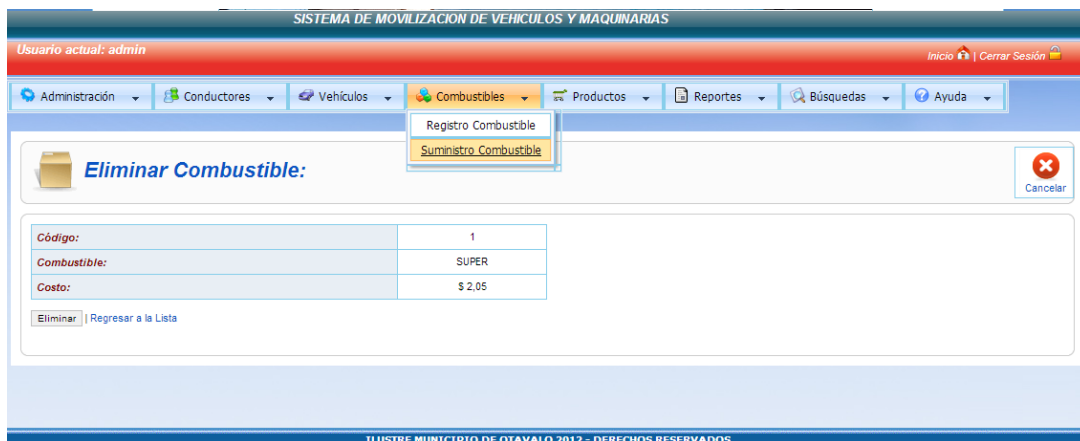 SISTEMA DE MOVILIZACION DE VEHICULOS Y MAQUINARIAS
Usuario actual: admin
Inicio | Cerrar Sesión
Administración Conductores Vehículos Combustibles Productos Reportes Búsquedas Ayuda
Registro Combustible
Suministro Combustible
Eliminar Combustible:
Cancelar
Código: 1
Combustible: SUPER
Costo: $ 2,05
Eliminar | Regresar a la Lista
ILUSTRE MUNICIPIO DE OTAVALO 2012 - DERECHOS RESERVADOS